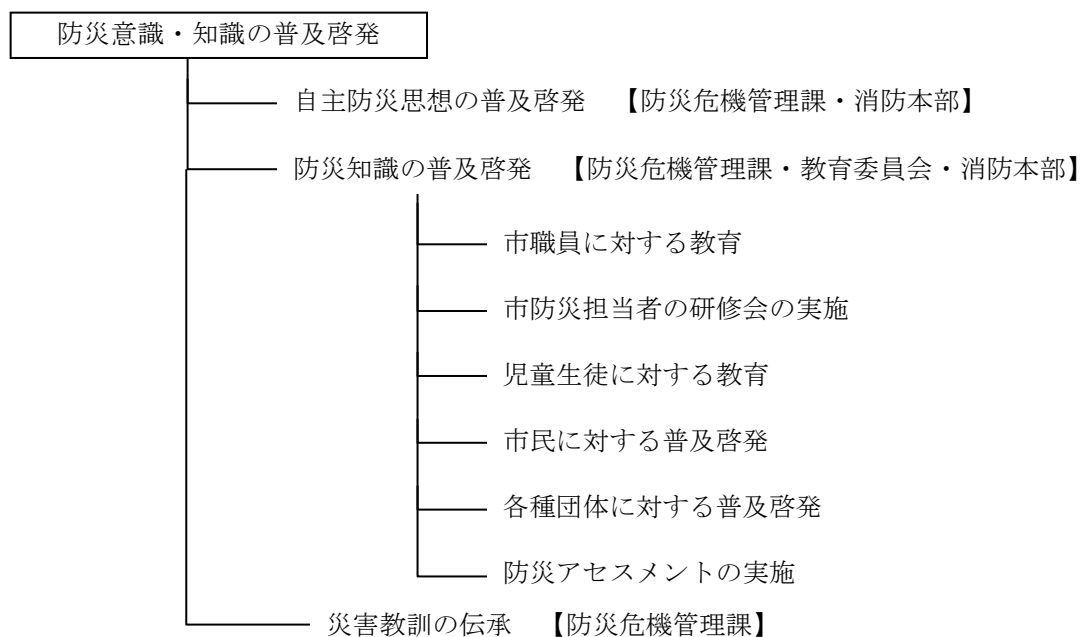 防災意識・知識の普及啓発
自主防災思想の普及啓発　【防災危機管理課・消防本部】
防災知識の普及啓発　【防災危機管理課・教育委員会・消防本部】
市職員に対する教育
市防災担当者の研修会の実施
児童生徒に対する教育
市民に対する普及啓発
各種団体に対する普及啓発
防災アセスメントの実施
災害教訓の伝承　【防災危機管理課】